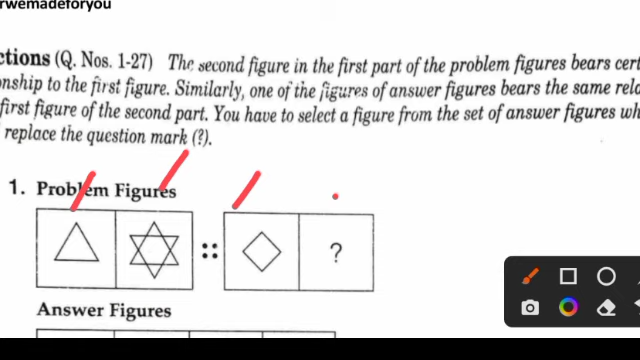 rwemadeforyou
ctions (Q. Nos. 1-27) The second figure in the first part of the problem figures bears cert
onship to the first figure. Similarly, one of the figures of answer figures bears the same relo
first figure of the second part. You have to select a figure from the set of answer figures wh
replace the question mark (?).
1. Problem Figures
?
Answer Figures